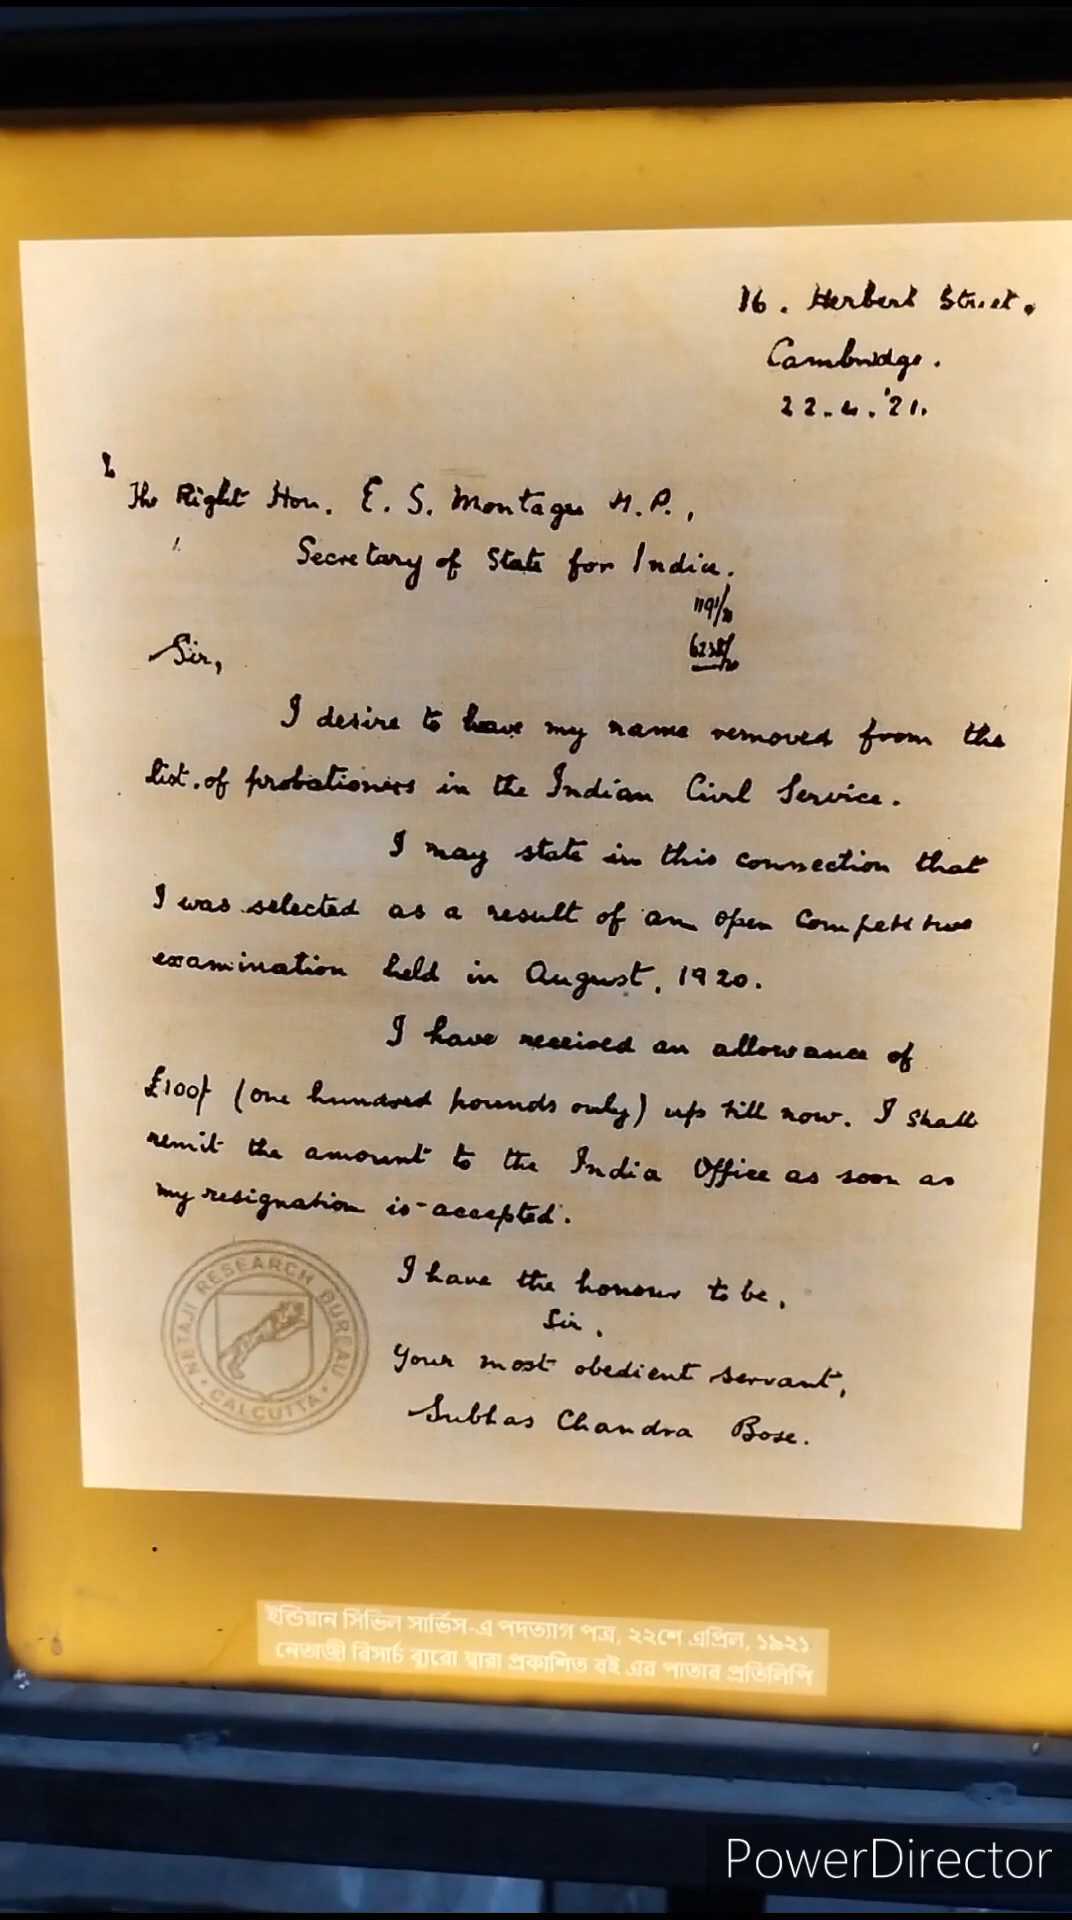 16. Herbert Street.
Cambridge.
22.4.'21.
The Right Hon. E. S. Montagu M.P.,
Secretary of State for India.
Sir,
I desire to have my name removed from the
list of probationers in the Indian Civil Service.
I may state in this connection that
I was selected as a result of an open competitive
examination held in August, 1920.
I have received an allowance of
£100/- (one hundred pounds only) up till now. I shall
remit the amount to the India Office as soon as
my resignation is accepted.
I have the honour to be,
Sir,
Your most obedient servant,
Subhas Chandra Bose.
NETAJI RESEARCH BUREAU
CALCUTTA
ইন্ডিয়ান সিভিল সার্ভিস-এ পদত্যাগ পত্র, ২২শে এপ্রিল, ১৯২১
নেতাজী রিসার্চ ব্যুরো দ্বারা প্রকাশিত বই এর পাতার প্রতিলিপি
PowerDirector